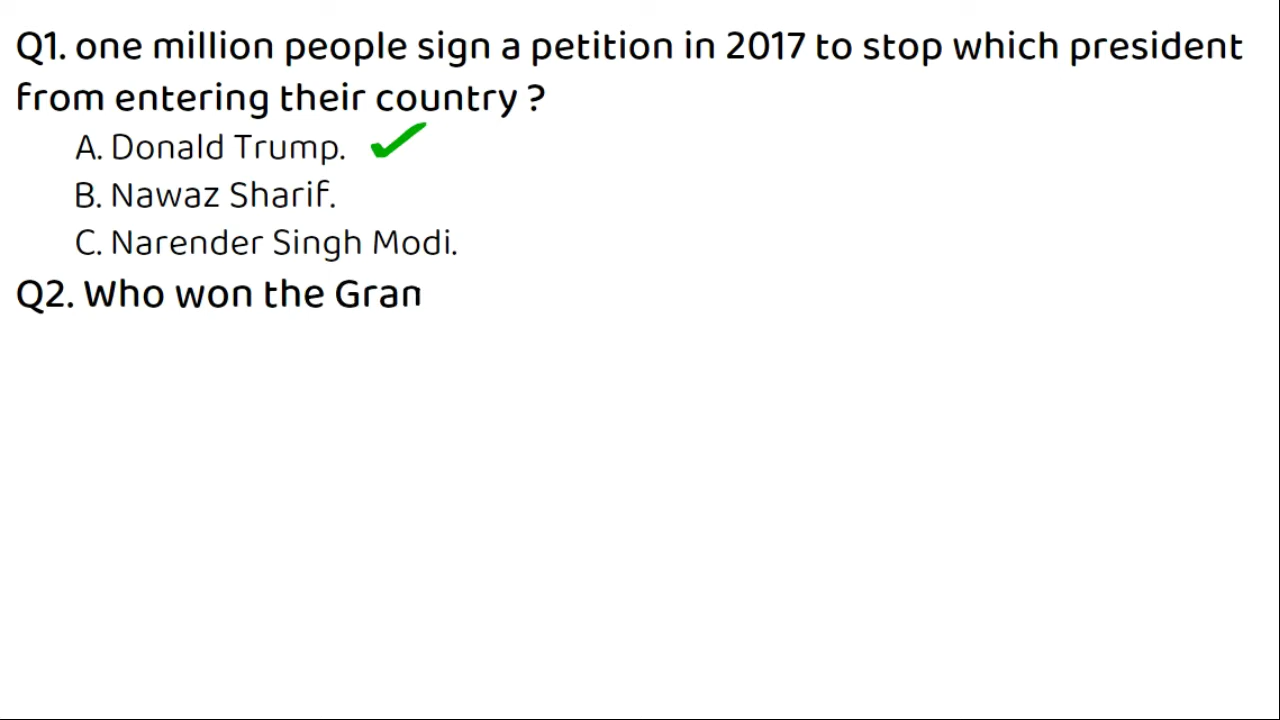 Q1. one million people sign a petition in 2017 to stop which president
from entering their country ?
A. Donald Trump.
B. Nawaz Sharif.
C. Narender Singh Modi.
Q2. Who won the Gran